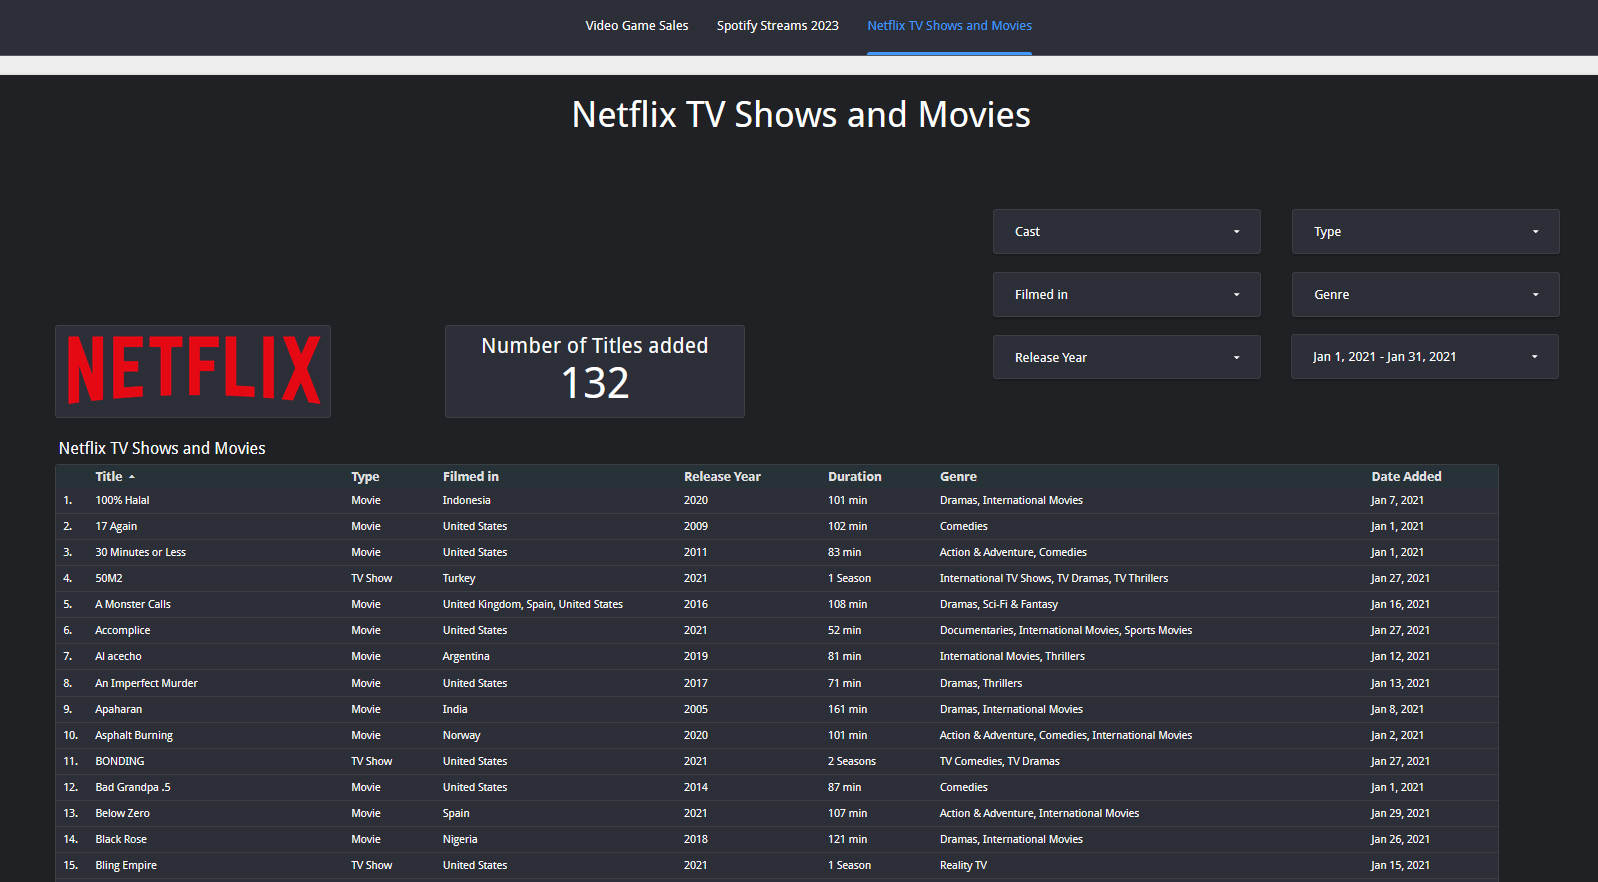 Video Game Sales Spotify Streams 2023 Netflix TV Shows and Movies
Netflix TV Shows and Movies
Cast Type
Filmed in Genre
Release Year Jan 1, 2021 - Jan 31, 2021
NETFLIX
Number of Titles added
132
Netflix TV Shows and Movies
Title Type Filmed in Release Year Duration Genre Date Added
1. 100% Halal Movie Indonesia 2020 101 min Dramas, International Movies Jan 7, 2021
2. 17 Again Movie United States 2009 102 min Comedies Jan 1, 2021
3. 30 Minutes or Less Movie United States 2011 83 min Action & Adventure, Comedies Jan 1, 2021
4. 50M2 TV Show Turkey 2021 1 Season International TV Shows, TV Dramas, TV Thrillers Jan 27, 2021
5. A Monster Calls Movie United Kingdom, Spain, United States 2016 108 min Dramas, Sci-Fi & Fantasy Jan 16, 2021
6. Accomplice Movie United States 2021 52 min Documentaries, International Movies, Sports Movies Jan 27, 2021
7. Al acecho Movie Argentina 2019 81 min International Movies, Thrillers Jan 12, 2021
8. An Imperfect Murder Movie United States 2017 71 min Dramas, Thrillers Jan 13, 2021
9. Apaharan Movie India 2005 161 min Dramas, International Movies Jan 8, 2021
10. Asphalt Burning Movie Norway 2020 101 min Action & Adventure, Comedies, International Movies Jan 2, 2021
11. BONDING TV Show United States 2021 2 Seasons TV Comedies, TV Dramas Jan 27, 2021
12. Bad Grandpa .5 Movie United States 2014 87 min Comedies Jan 1, 2021
13. Below Zero Movie Spain 2021 107 min Action & Adventure, International Movies Jan 29, 2021
14. Black Rose Movie Nigeria 2018 121 min Dramas, International Movies Jan 26, 2021
15. Bling Empire TV Show United States 2021 1 Season Reality TV Jan 15, 2021